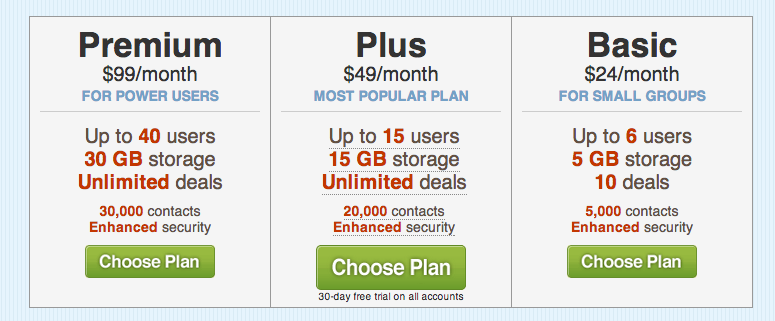 Premium
$99/month
FOR POWER USERS
Up to 40 users
30 GB storage
Unlimited deals
30,000 contacts
Enhanced security
Choose Plan
Plus
$49/month
MOST POPULAR PLAN
Up to 15 users
15 GB storage
Unlimited deals
20,000 contacts
Enhanced security
Choose Plan
30-day free trial on all accounts
Basic
$24/month
FOR SMALL GROUPS
Up to 6 users
5 GB storage
10 deals
5,000 contacts
Enhanced security
Choose Plan